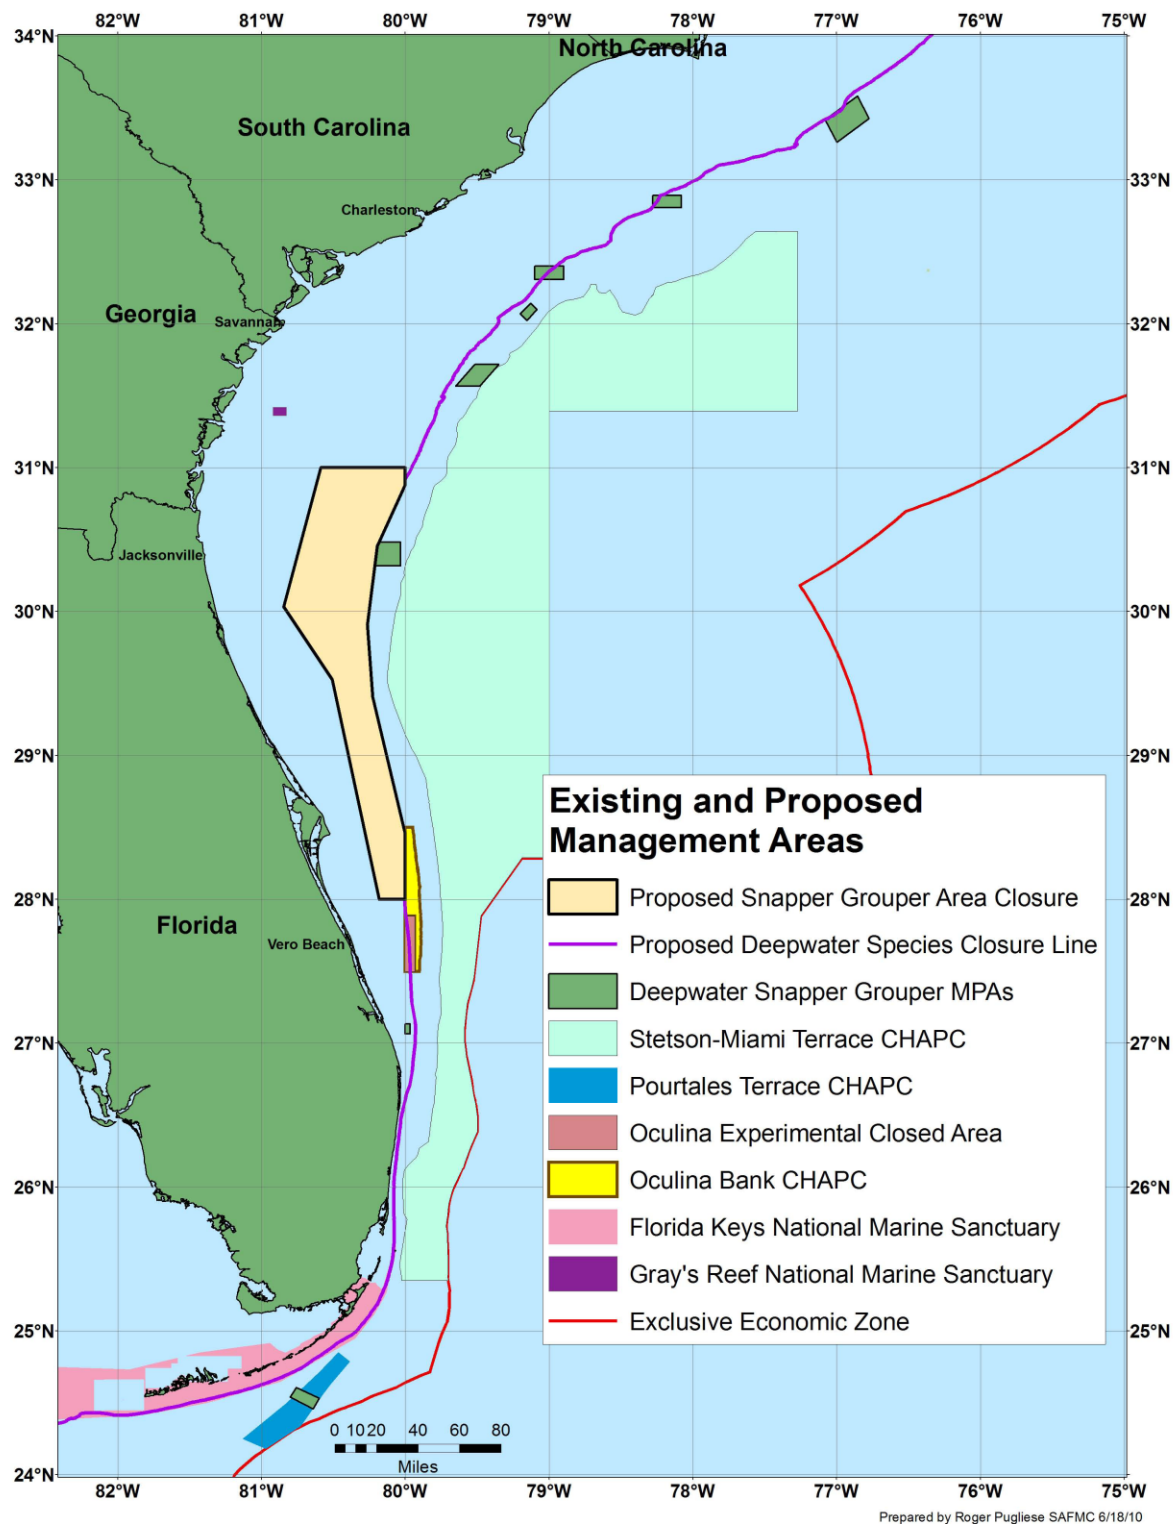 82°W 81°W 80°W 79°W 78°W 77°W 76°W 75°W
34°N 34°N
North Carolina
South Carolina
33°N 33°N
Charleston
Georgia
Savannah
32°N 32°N
31°N 31°N
Jacksonville
30°N 30°N
29°N 29°N
Existing and Proposed
Management Areas
Proposed Snapper Grouper Area Closure
28°N 28°N
Florida
Vero Beach
Proposed Deepwater Species Closure Line
Deepwater Snapper Grouper MPAs
Stetson-Miami Terrace CHAPC
27°N 27°N
Pourtales Terrace CHAPC
Oculina Experimental Closed Area
Oculina Bank CHAPC
26°N 26°N
Florida Keys National Marine Sanctuary
Gray's Reef National Marine Sanctuary
Exclusive Economic Zone
25°N 25°N
0 10 20 40 60 80
Miles
24°N 24°N
82°W 81°W 80°W 79°W 78°W 77°W 76°W 75°W
Prepared by Roger Pugliese SAFMC 6/18/10